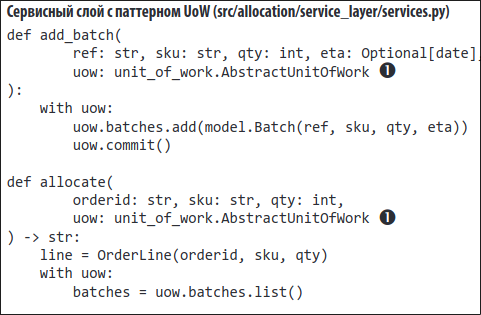 Сервисный слой с паттерном UoW (src/allocation/service_layer/services.py)
def add_batch(
        ref: str, sku: str, qty: int, eta: Optional[date],
        uow: unit_of_work.AbstractUnitOfWork ❶
):
    with uow:
        uow.batches.add(model.Batch(ref, sku, qty, eta))
        uow.commit()

def allocate(
        orderid: str, sku: str, qty: int,
        uow: unit_of_work.AbstractUnitOfWork ❶
) -> str:
    line = OrderLine(orderid, sku, qty)
    with uow:
        batches = uow.batches.list()